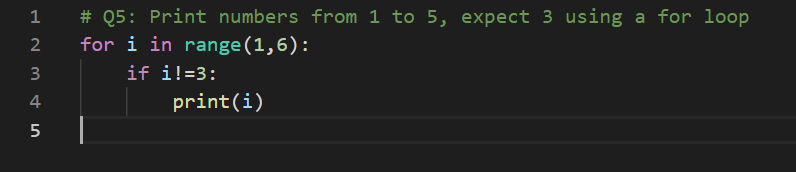 1 # Q5: Print numbers from 1 to 5, expect 3 using a for loop
2 for i in range(1,6):
3     if i!=3:
4         print(i)
5